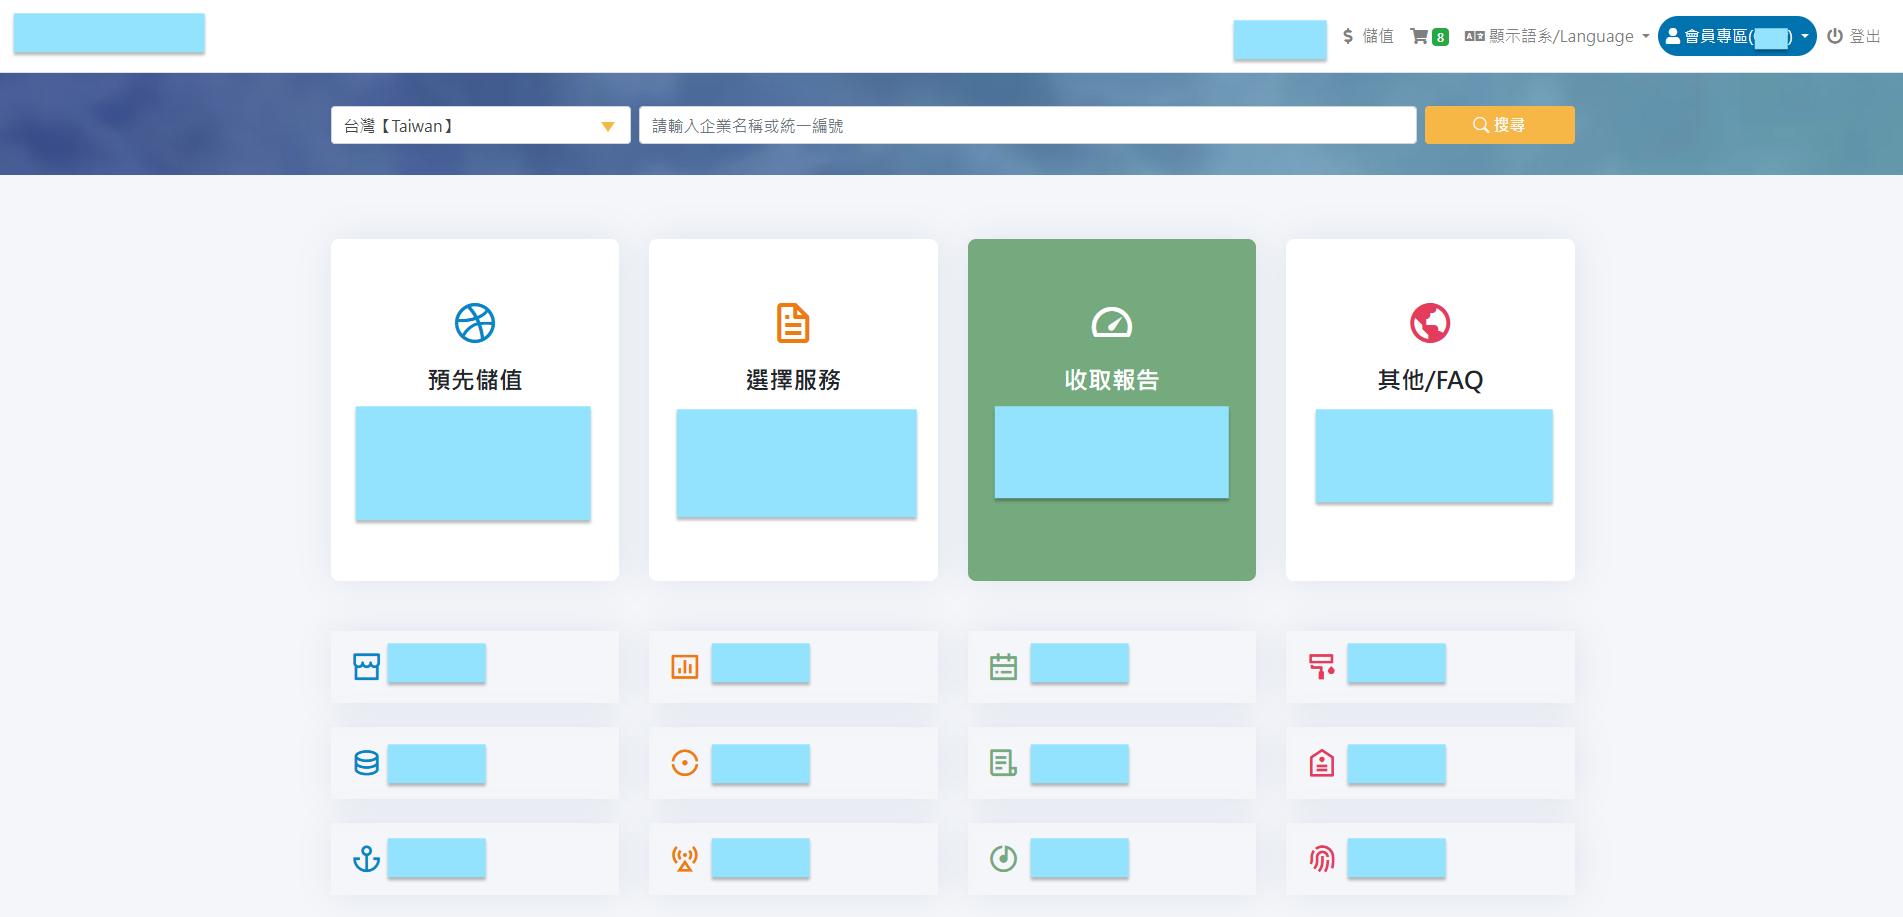 儲值
8
顯示語系/Language
會員專區( )
登出
台灣【Taiwan】
請輸入企業名稱或統一編號
搜尋
預先儲值
選擇服務
收取報告
其他/FAQ